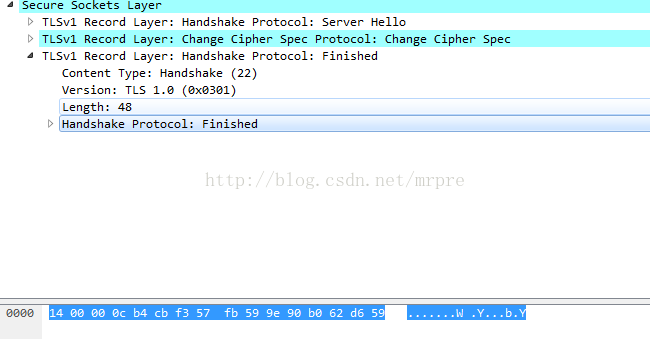 Secure Sockets Layer
TLSv1 Record Layer: Handshake Protocol: Server Hello
TLSv1 Record Layer: Change Cipher Spec Protocol: Change Cipher Spec
TLSv1 Record Layer: Handshake Protocol: Finished
Content Type: Handshake (22)
Version: TLS 1.0 (0x0301)
Length: 48
Handshake Protocol: Finished
http://blog.csdn.net/mrpre
0000 14 00 00 0c b4 cb f3 57 fb 59 9e 90 b0 62 d6 59 .......W .Y...b.Y